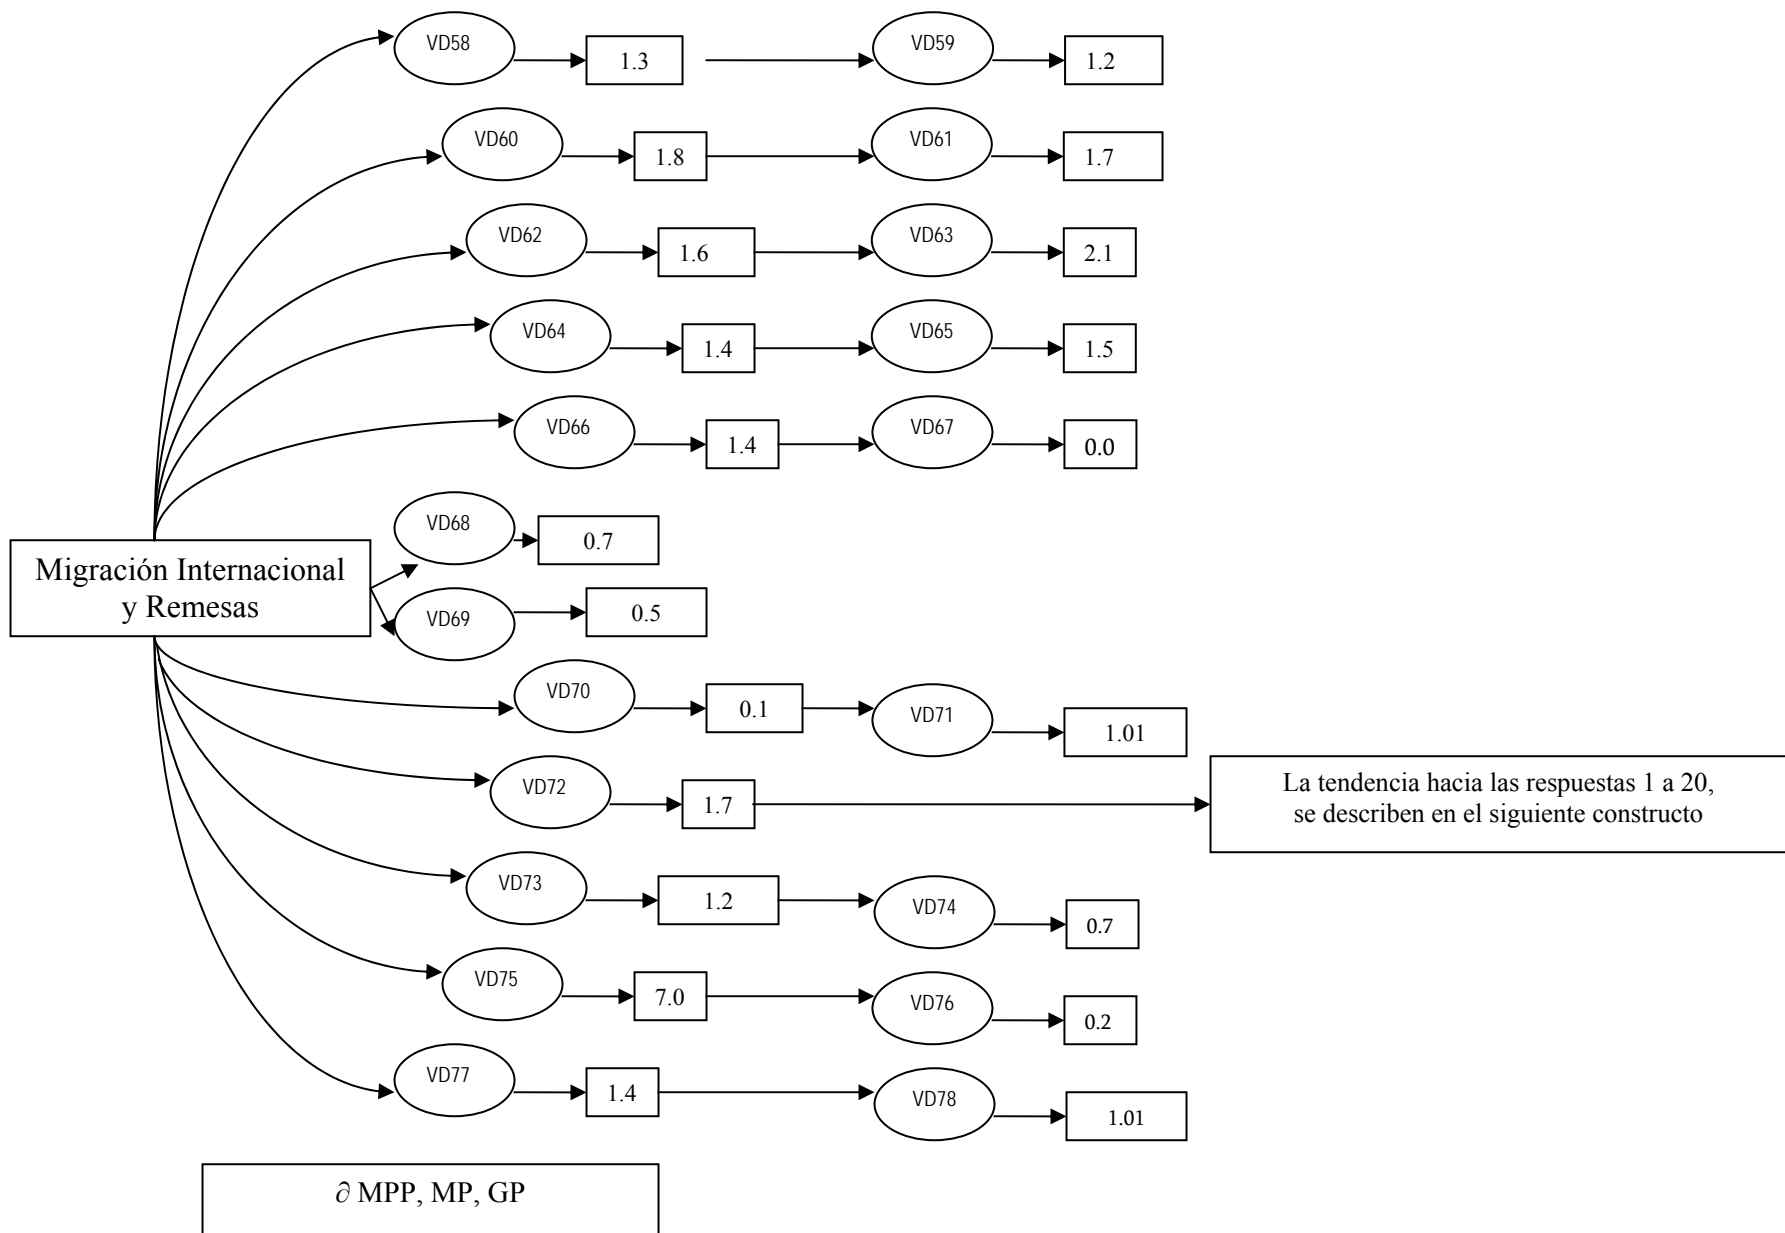 VD58
1.3
VD59
1.2
VD60
1.8
VD61
1.7
VD62
1.6
VD63
2.1
VD64
1.4
VD65
1.5
VD66
1.4
VD67
0.0
VD68
0.7
Migración Internacional
y Remesas
VD69
0.5
VD70
0.1
VD71
1.01
VD72
1.7
La tendencia hacia las respuestas 1 a 20,
se describen en el siguiente constructo
VD73
1.2
VD74
0.7
VD75
7.0
VD76
0.2
VD77
1.4
VD78
1.01
∂ MPP, MP, GP